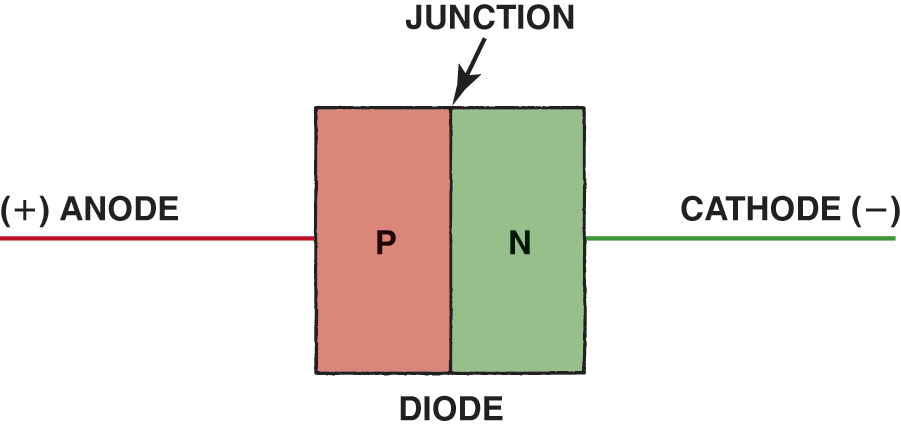 JUNCTION
(+) ANODE
CATHODE (−)
P
N
DIODE